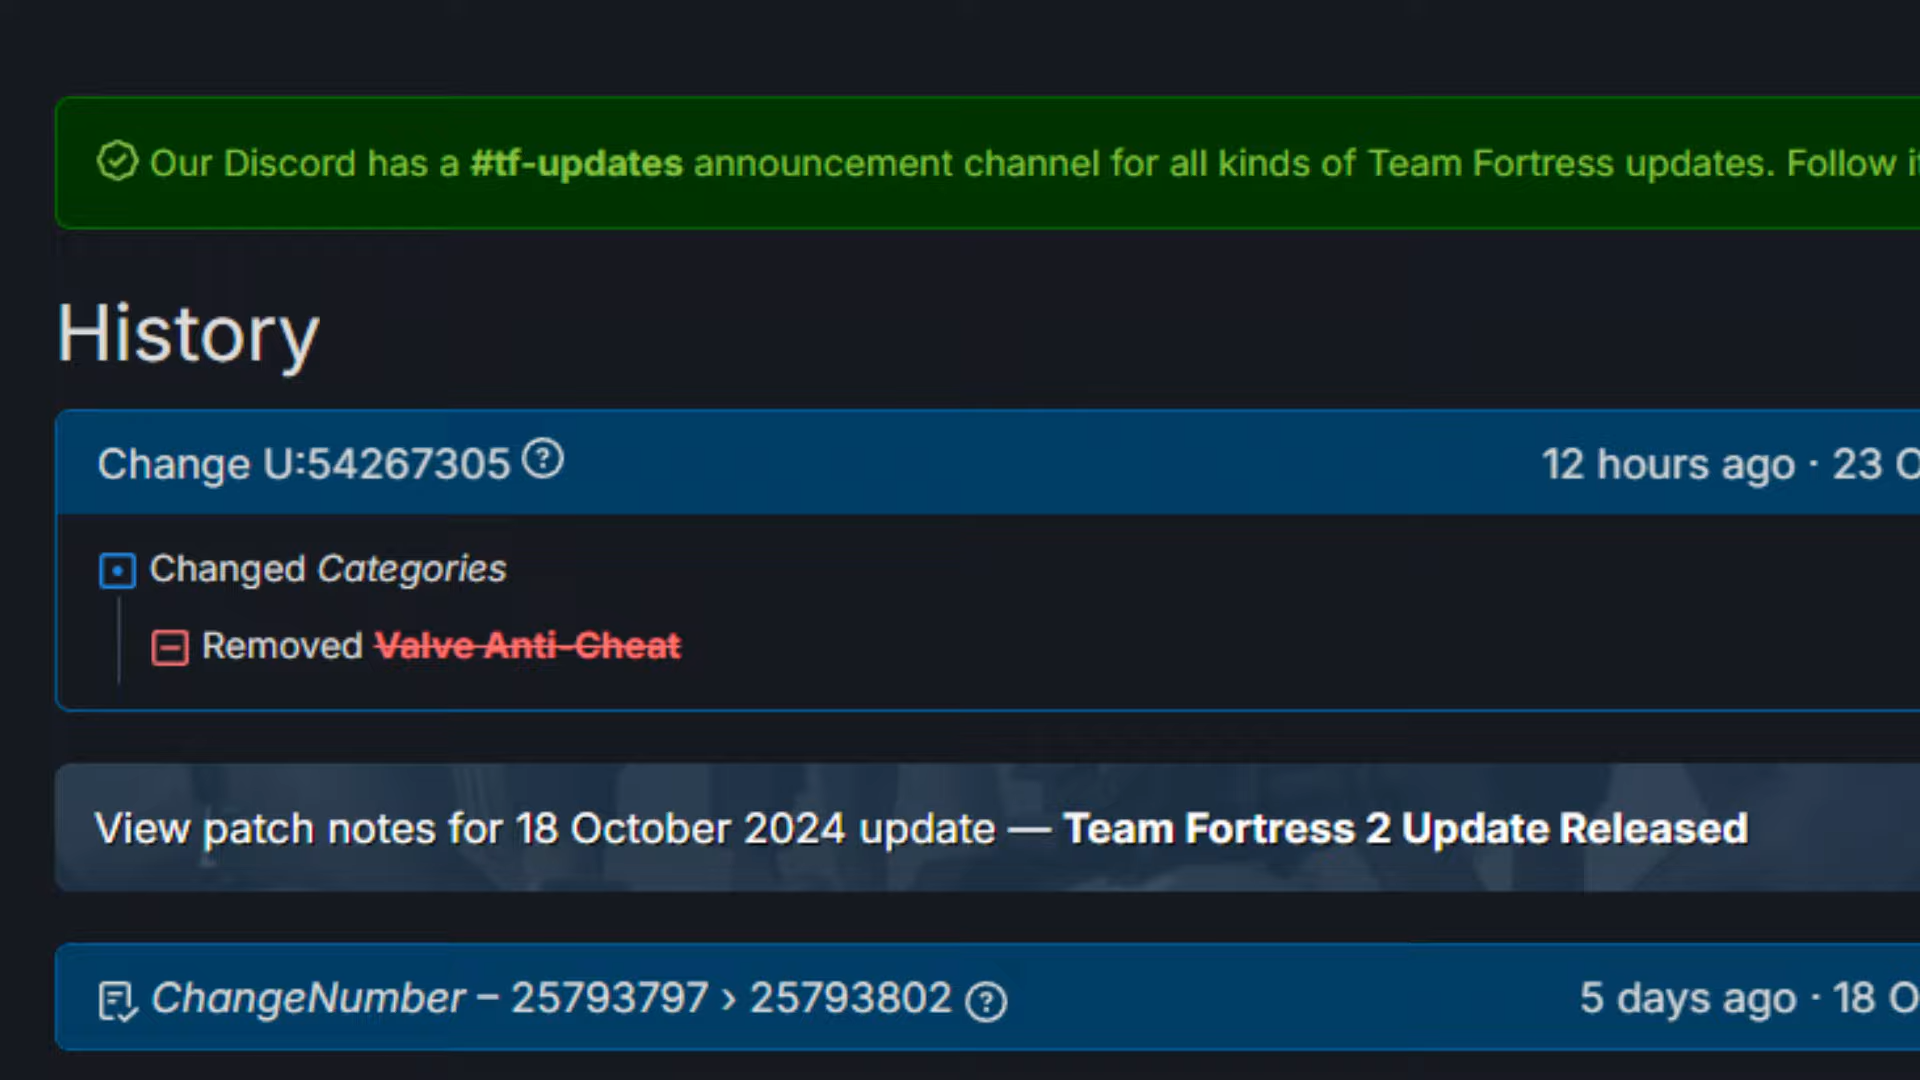 Our Discord has a #tf-updates announcement channel for all kinds of Team Fortress updates. Follow
History
Change U:54267305 12 hours ago · 23
Changed Categories
Removed Valve Anti-Cheat
View patch notes for 18 October 2024 update — Team Fortress 2 Update Released
ChangeNumber – 25793797 › 25793802 5 days ago · 18